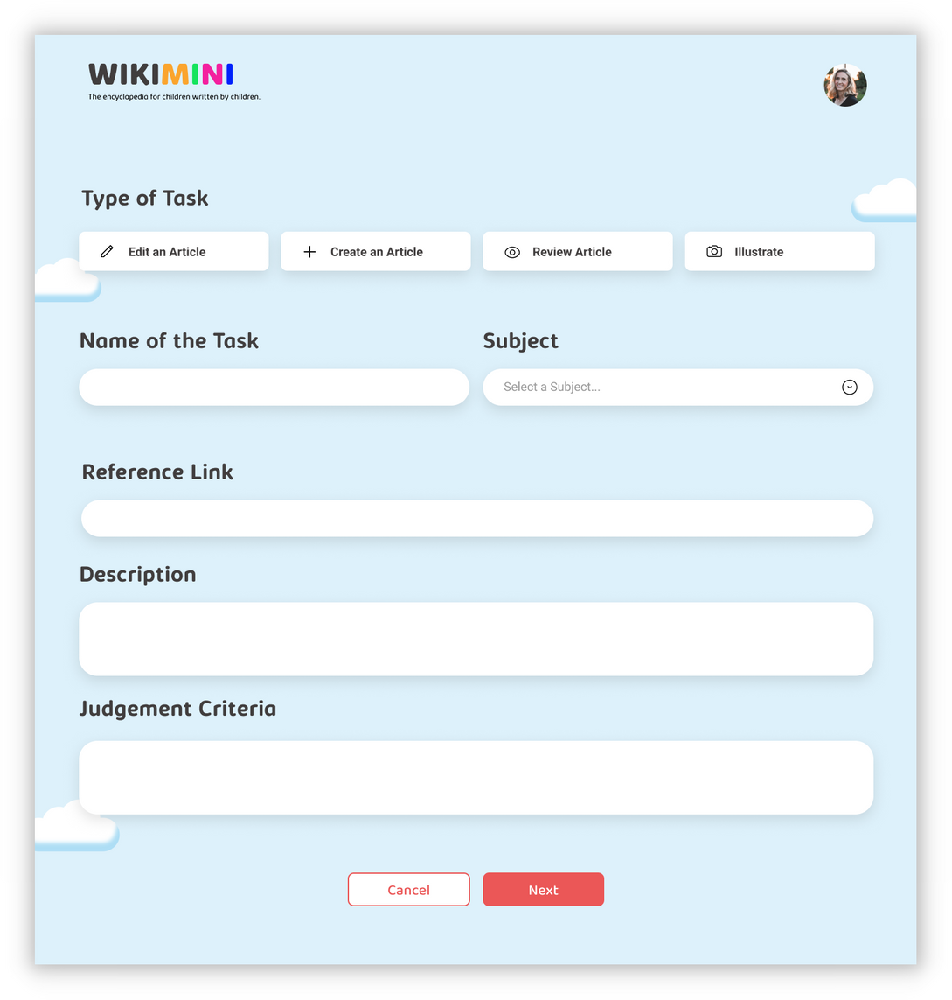 WIKIMINI
The encyclopedia for children written by children.
Type of Task
Edit an Article
Create an Article
Review Article
Illustrate
Name of the Task
Subject
Select a Subject...
Reference Link
Description
Judgement Criteria
Cancel
Next